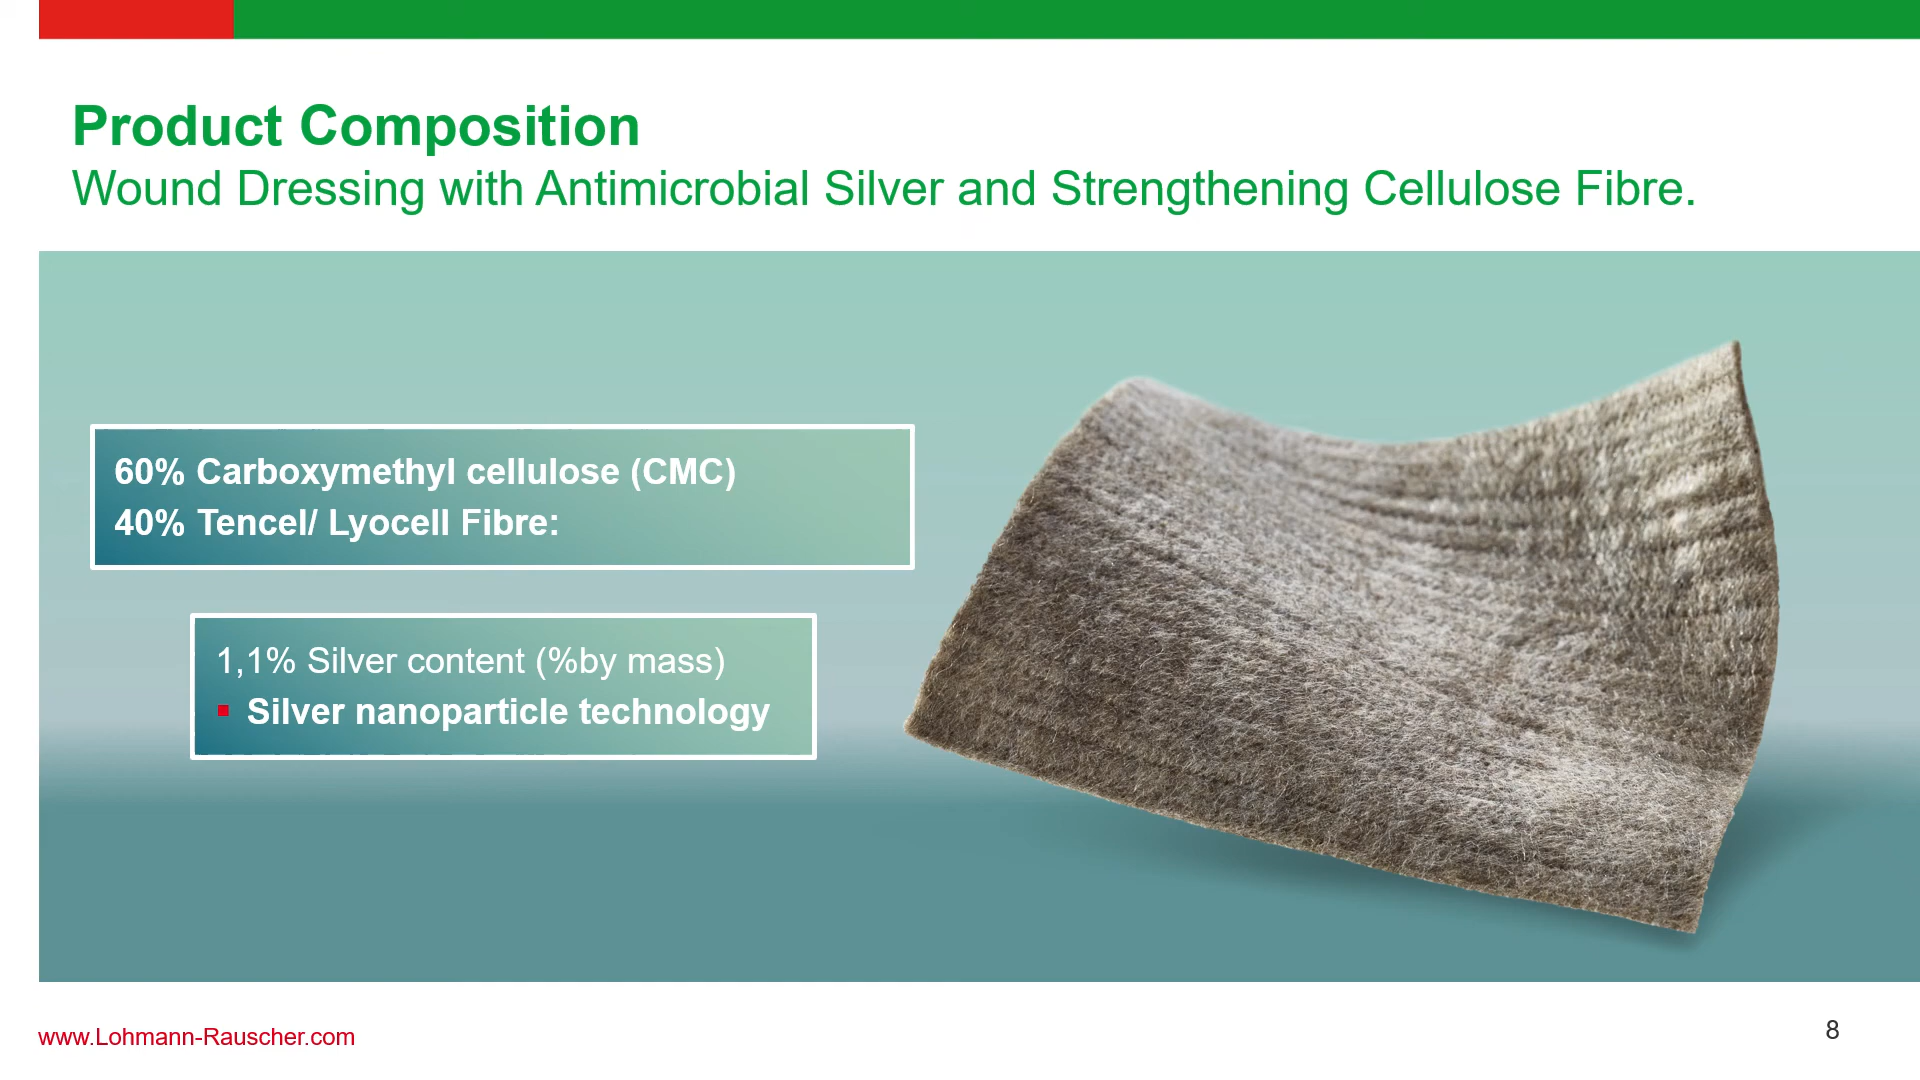 Product Composition
Wound Dressing with Antimicrobial Silver and Strengthening Cellulose Fibre.
60% Carboxymethyl cellulose (CMC)
40% Tencel/ Lyocell Fibre:
1,1% Silver content (%by mass)
▪ Silver nanoparticle technology
www.Lohmann-Rauscher.com
8